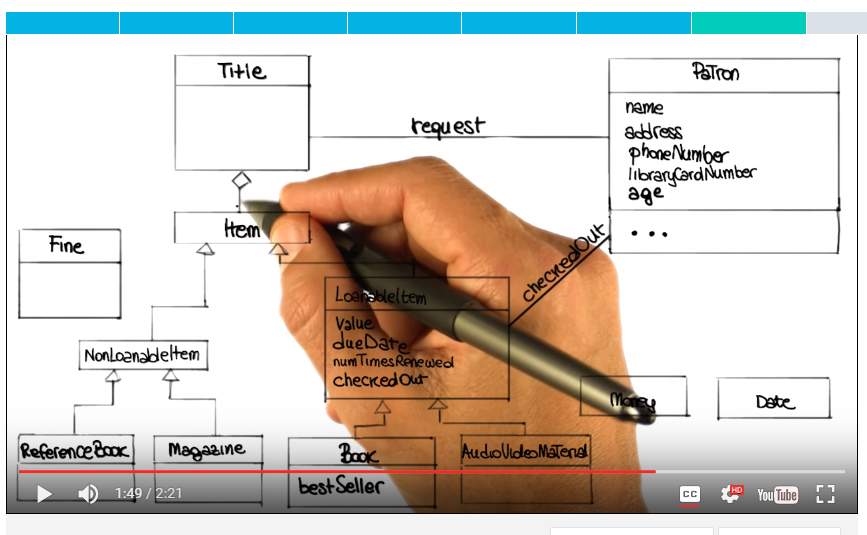 Title
request
Patron
name
address
phoneNumber
libraryCardNumber
age
...
Item
Fine
checkedOut
LoanableItem
Value
dueDate
numTimesRenewed
checkedOut
NonLoanableItem
Money
Date
ReferenceBook
Magazine
Book
bestSeller
AudioVideoMaterial
1:49 / 2:21
CC
HD
YouTube